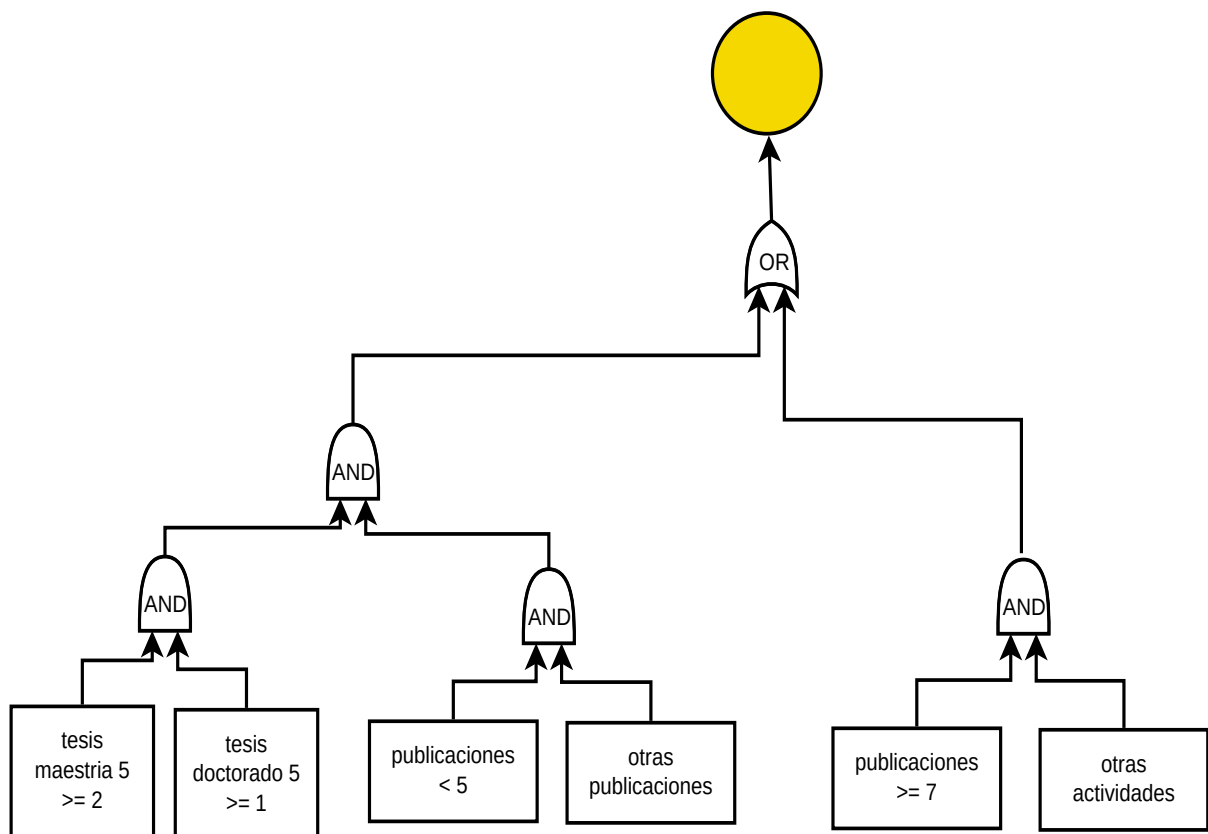 OR
AND
AND
AND
AND
tesis
maestria 5
>= 2
tesis
doctorado 5
>= 1
publicaciones
< 5
otras
publicaciones
publicaciones
>= 7
otras
actividades